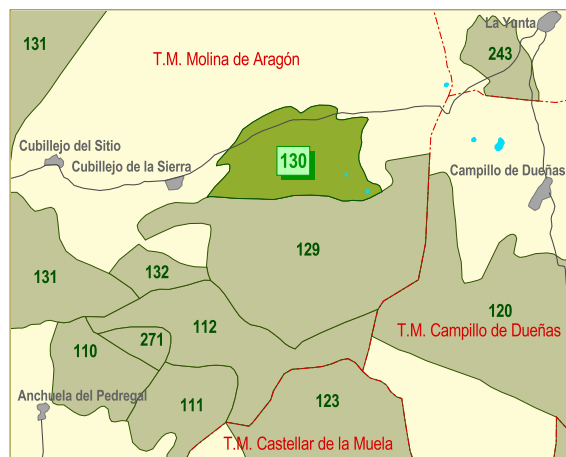 La Yunta
131
243
T.M. Molina de Aragón
Cubillejo del Sitio
Cubillejo de la Sierra
130
Campillo de Dueñas
129
131
132
120
112
T.M. Campillo de Dueñas
271
110
Anchuela del Pedregal
111
123
T.M. Castellar de la Muela